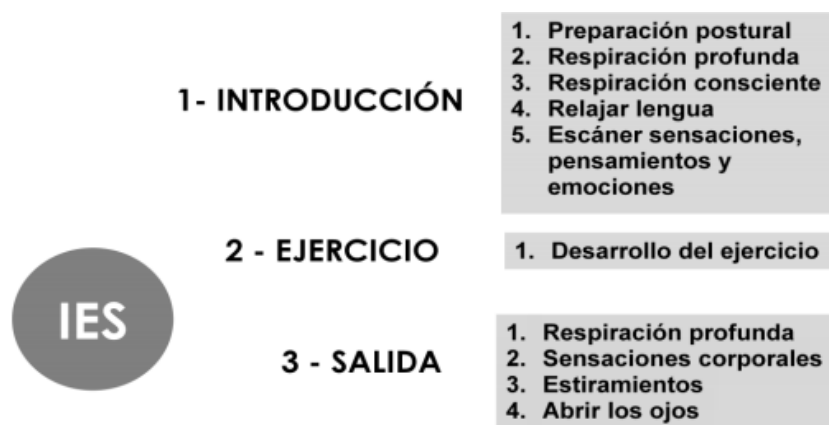 1- INTRODUCCIÓN
1. Preparación postural
2. Respiración profunda
3. Respiración consciente
4. Relajar lengua
5. Escáner sensaciones,
pensamientos y
emociones
2 - EJERCICIO
1. Desarrollo del ejercicio
IES
3 - SALIDA
1. Respiración profunda
2. Sensaciones corporales
3. Estiramientos
4. Abrir los ojos